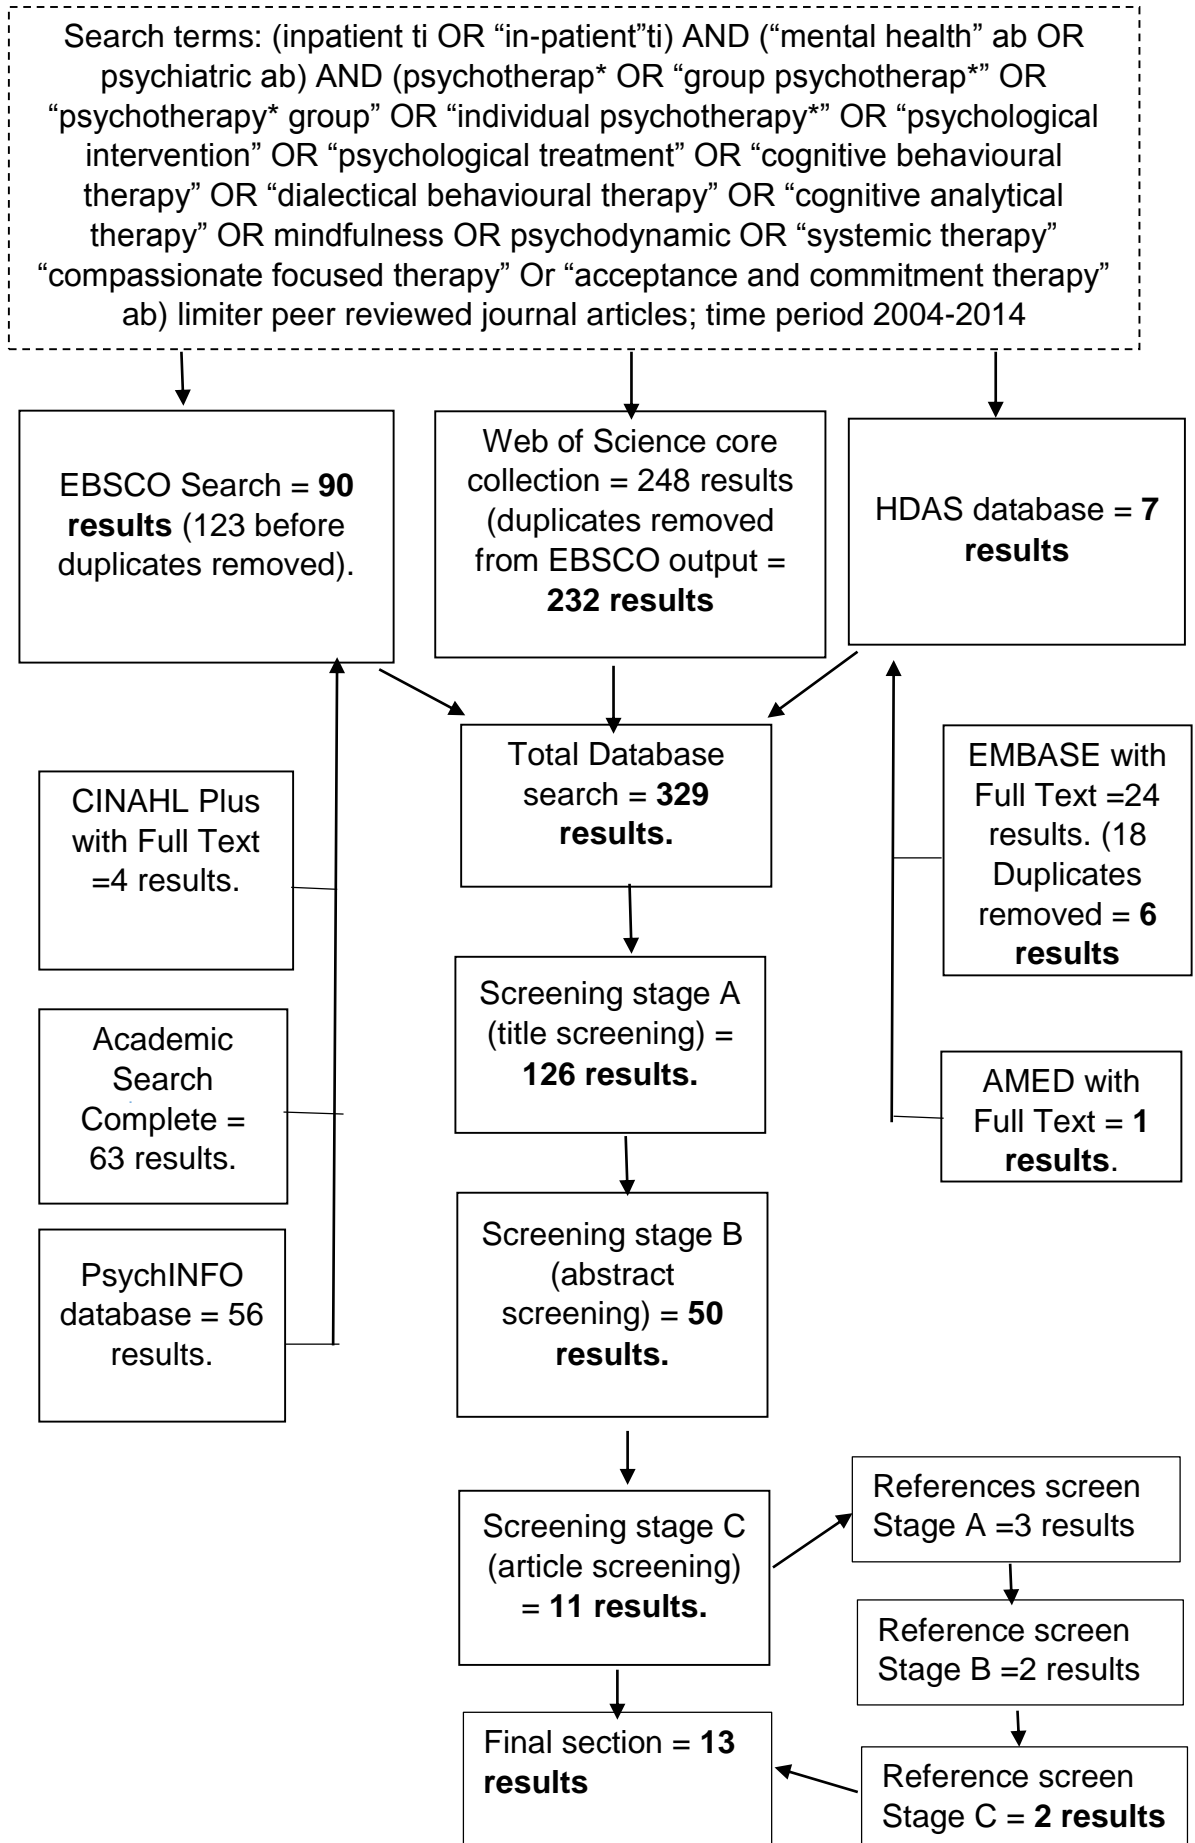 Search terms: (inpatient ti OR “in-patient”ti) AND (“mental health” ab OR
psychiatric ab) AND (psychotherap* OR “group psychotherap*” OR
“psychotherapy* group” OR “individual psychotherapy*” OR “psychological
intervention” OR “psychological treatment” OR “cognitive behavioural
therapy” OR “dialectical behavioural therapy” OR “cognitive analytical
therapy” OR mindfulness OR psychodynamic OR “systemic therapy”
“compassionate focused therapy” Or “acceptance and commitment therapy”
ab) limiter peer reviewed journal articles; time period 2004-2014
EBSCO Search = 90
results (123 before
duplicates removed).
Web of Science core
collection = 248 results
(duplicates removed
from EBSCO output =
232 results
HDAS database = 7
results
Total Database
search = 329
results.
CINAHL Plus
with Full Text
=4 results.
Academic
Search
Complete =
63 results.
PsychINFO
database = 56
results.
EMBASE with
Full Text =24
results. (18
Duplicates
removed = 6
results
AMED with
Full Text = 1
results.
Screening stage A
(title screening) =
126 results.
Screening stage B
(abstract
screening) = 50
results.
Screening stage C
(article screening)
= 11 results.
References screen
Stage A =3 results
Reference screen
Stage B =2 results
Reference screen
Stage C = 2 results
Final section = 13
results